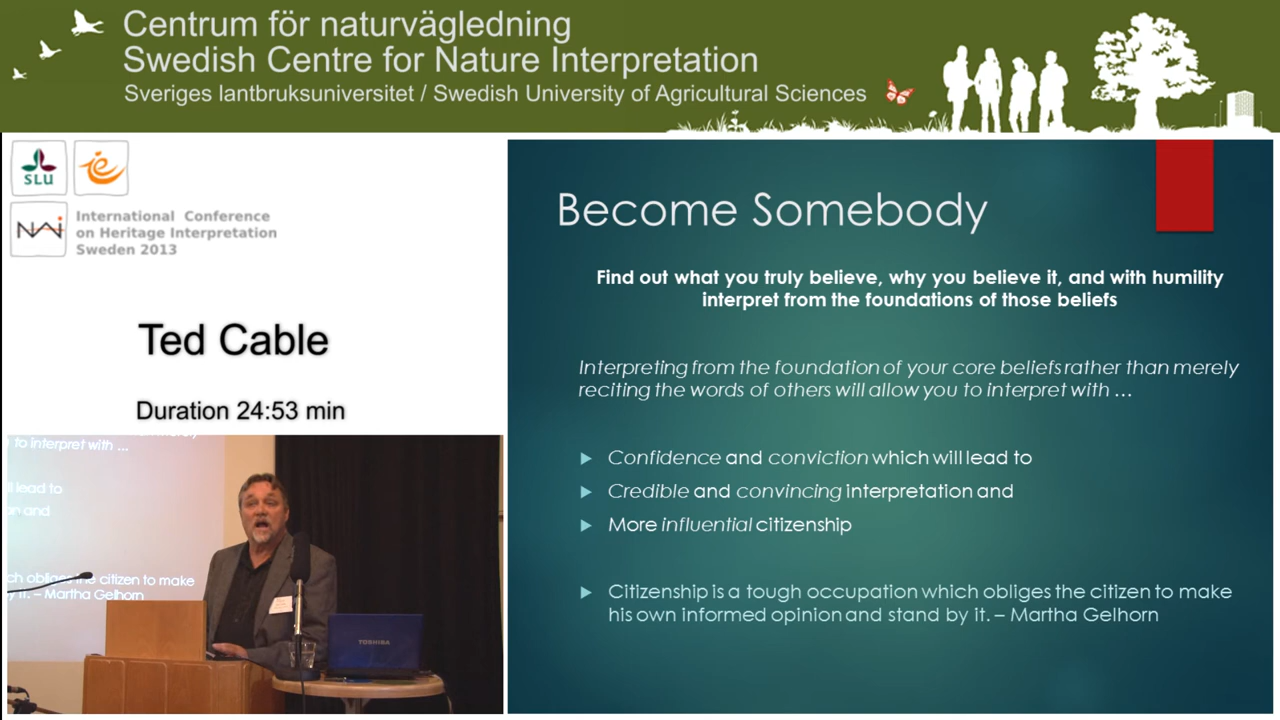 Centrum för naturvägledning
Swedish Centre for Nature Interpretation
Sveriges lantbruksuniversitet / Swedish University of Agricultural Sciences
SLU
ie
NAI
International Conference
on Heritage Interpretation
Sweden 2013
Ted Cable
Duration 24:53 min
Become Somebody
Find out what you truly believe, why you believe it, and with humility
interpret from the foundations of those beliefs
Interpreting from the foundation of your core beliefs rather than merely
reciting the words of others will allow you to interpret with …
Confidence and conviction which will lead to
Credible and convincing interpretation and
More influential citizenship
Citizenship is a tough occupation which obliges the citizen to make
his own informed opinion and stand by it. – Martha Gelhorn
to interpret with ...
lead to
and
citizen to make
by it. – Martha Gelhorn
TOSHIBA